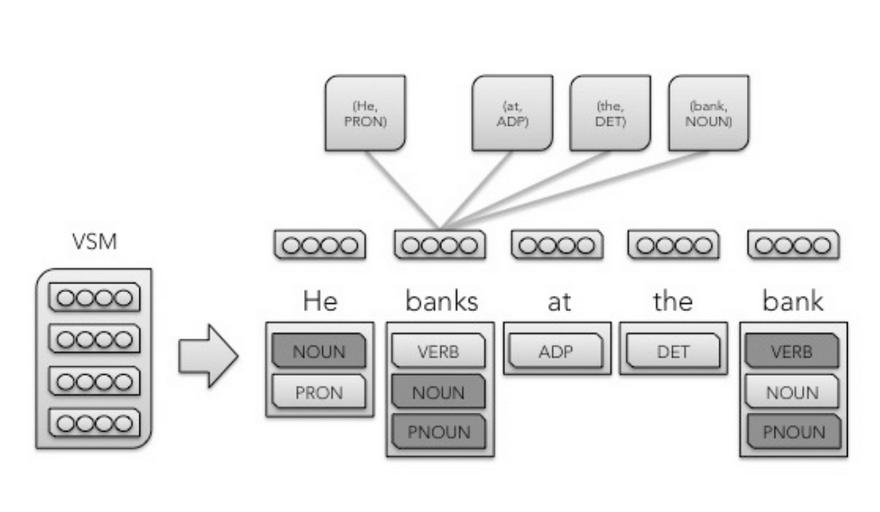 (He,
PRON)
(at,
ADP)
(the,
DET)
(bank,
NOUN)
VSM
He banks at the bank
NOUN VERB ADP DET VERB
PRON NOUN NOUN
PNOUN PNOUN